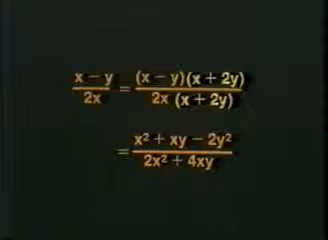 x − y / 2x = (x − y)(x + 2y) / 2x (x + 2y)
= x² + xy − 2y² / 2x² + 4xy